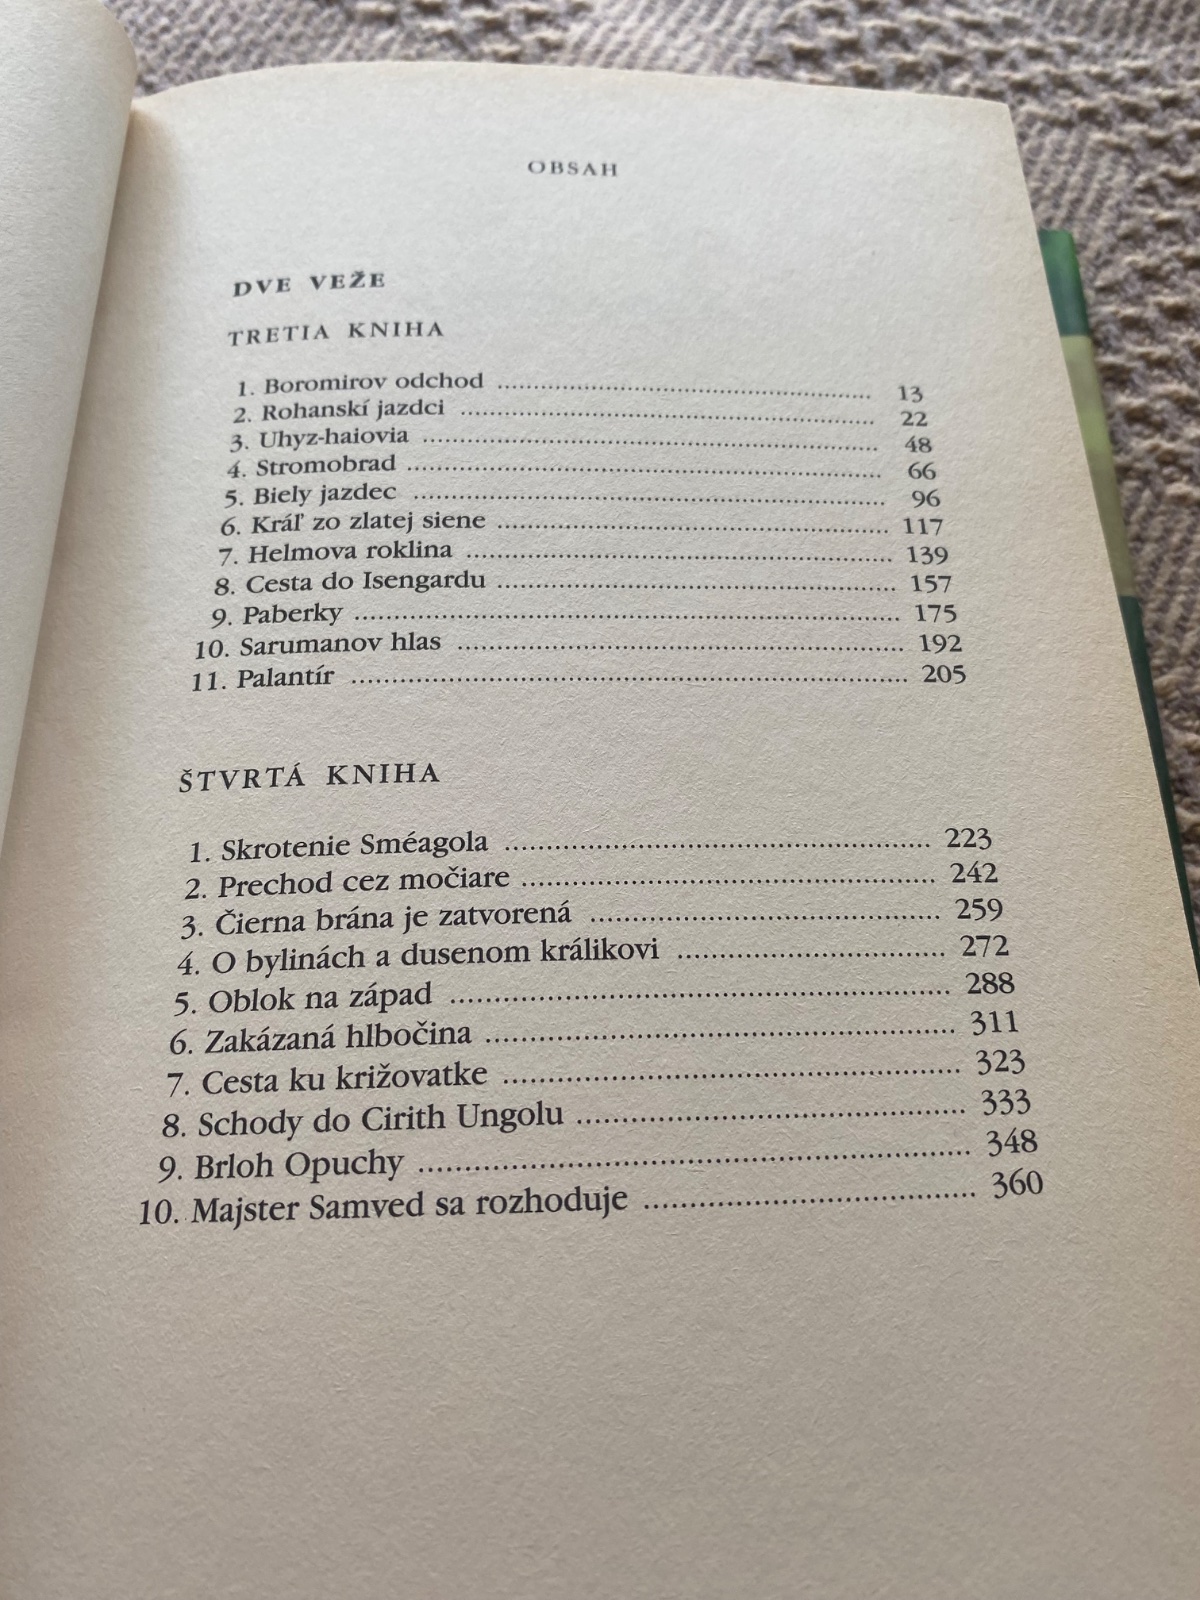 OBSAH
DVE VEŽE
TRETIA KNIHA
1. Boromirov odchod ........................ 13
2. Rohanskí jazdci ........................ 22
3. Uhyz-haiovia ........................ 48
4. Stromobrad ........................ 66
5. Biely jazdec ........................ 96
6. Kráľ zo zlatej siene ........................ 117
7. Helmova roklina ........................ 139
8. Cesta do Isengardu ........................ 157
9. Paberky ........................ 175
10. Sarumanov hlas ........................ 192
11. Palantír ........................ 205
ŠTVRTÁ KNIHA
1. Skrotenie Sméagola ........................ 223
2. Prechod cez močiare ........................ 242
3. Čierna brána je zatvorená ........................ 259
4. O bylinách a dusenom králikovi ........................ 272
5. Oblok na západ ........................ 288
6. Zakázaná hlbočina ........................ 311
7. Cesta ku križovatke ........................ 323
8. Schody do Cirith Ungolu ........................ 333
9. Brloh Opuchy ........................ 348
10. Majster Samved sa rozhoduje ........................ 360